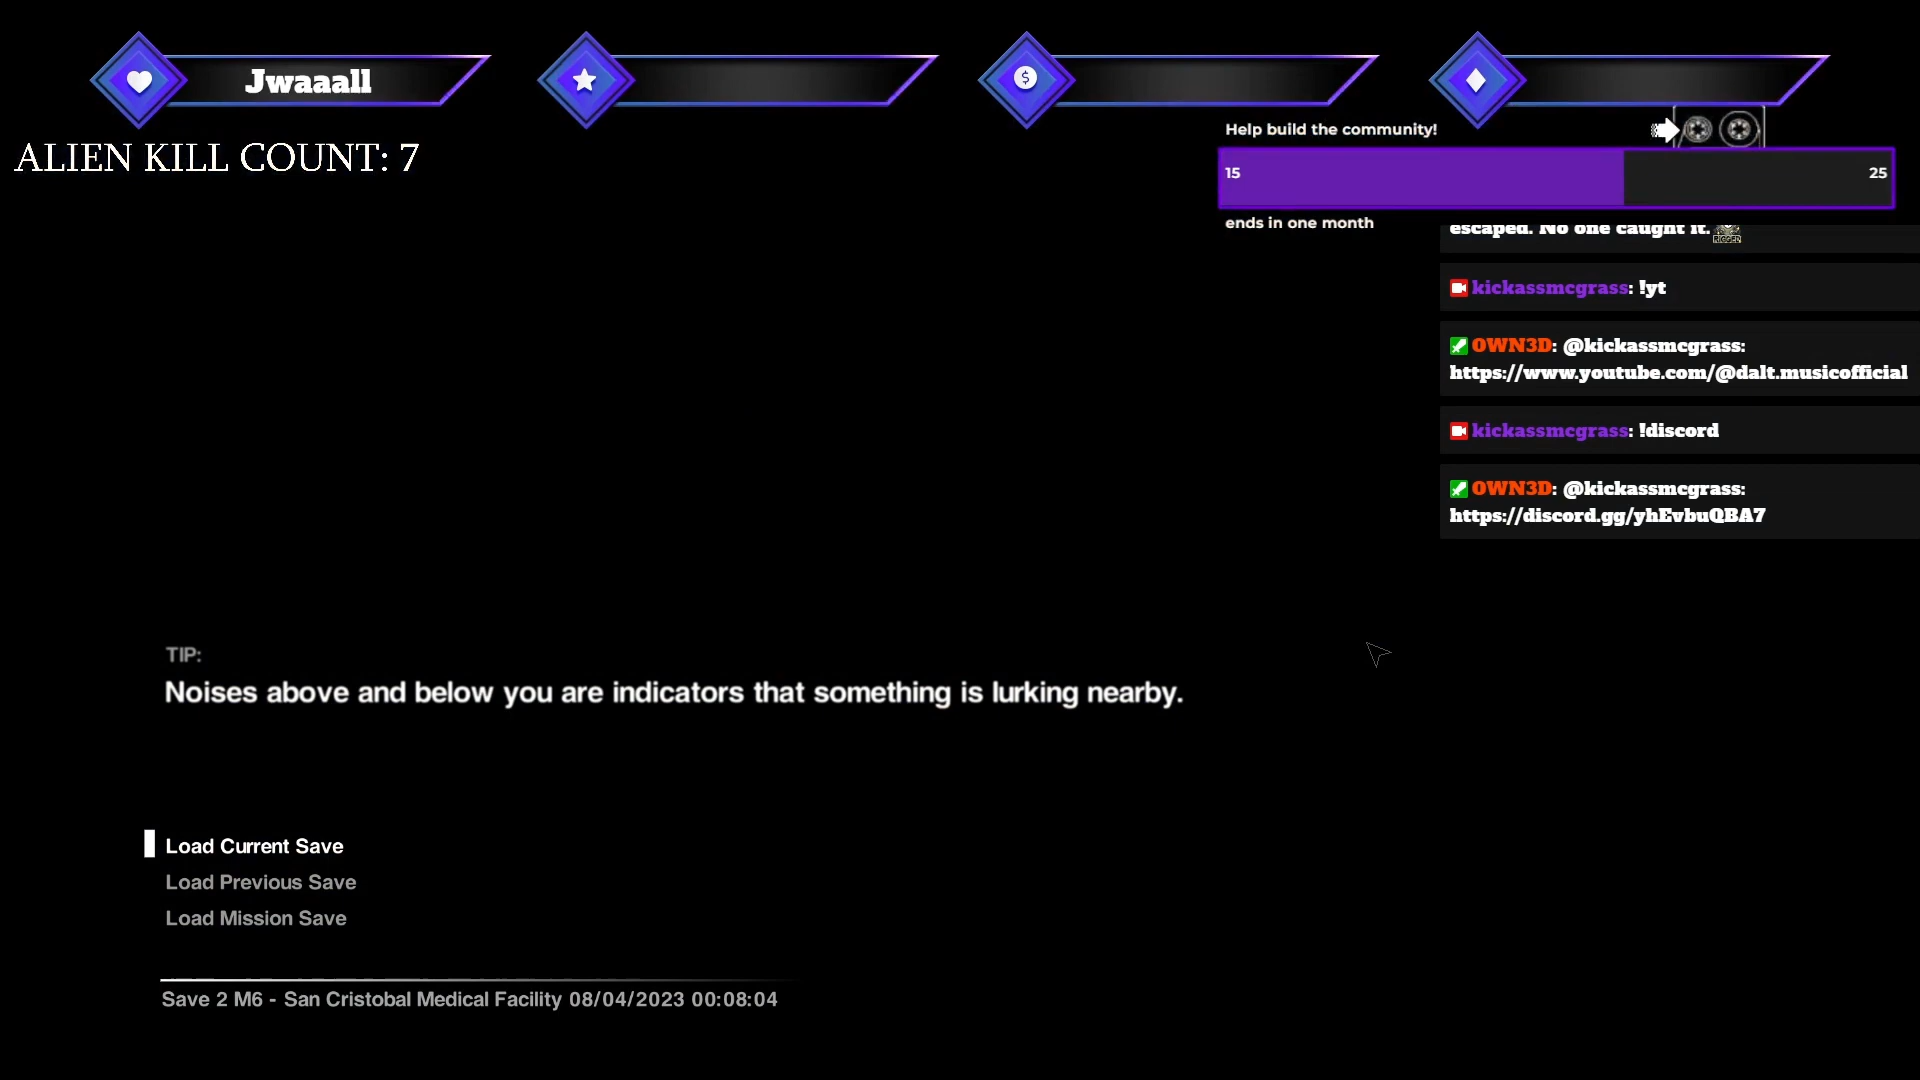 Jwaaall
ALIEN KILL COUNT: 7
Help build the community!
15
25
ends in one month
escaped. No one caught it.
kickassmcgrass: !yt
OWN3D: @kickassmcgrass:
https://www.youtube.com/@dalt.musicofficial
kickassmcgrass: !discord
OWN3D: @kickassmcgrass:
https://discord.gg/yhEvbuQBA7
TIP:
Noises above and below you are indicators that something is lurking nearby.
Load Current Save
Load Previous Save
Load Mission Save
Save 2 M6 - San Cristobal Medical Facility 08/04/2023 00:08:04